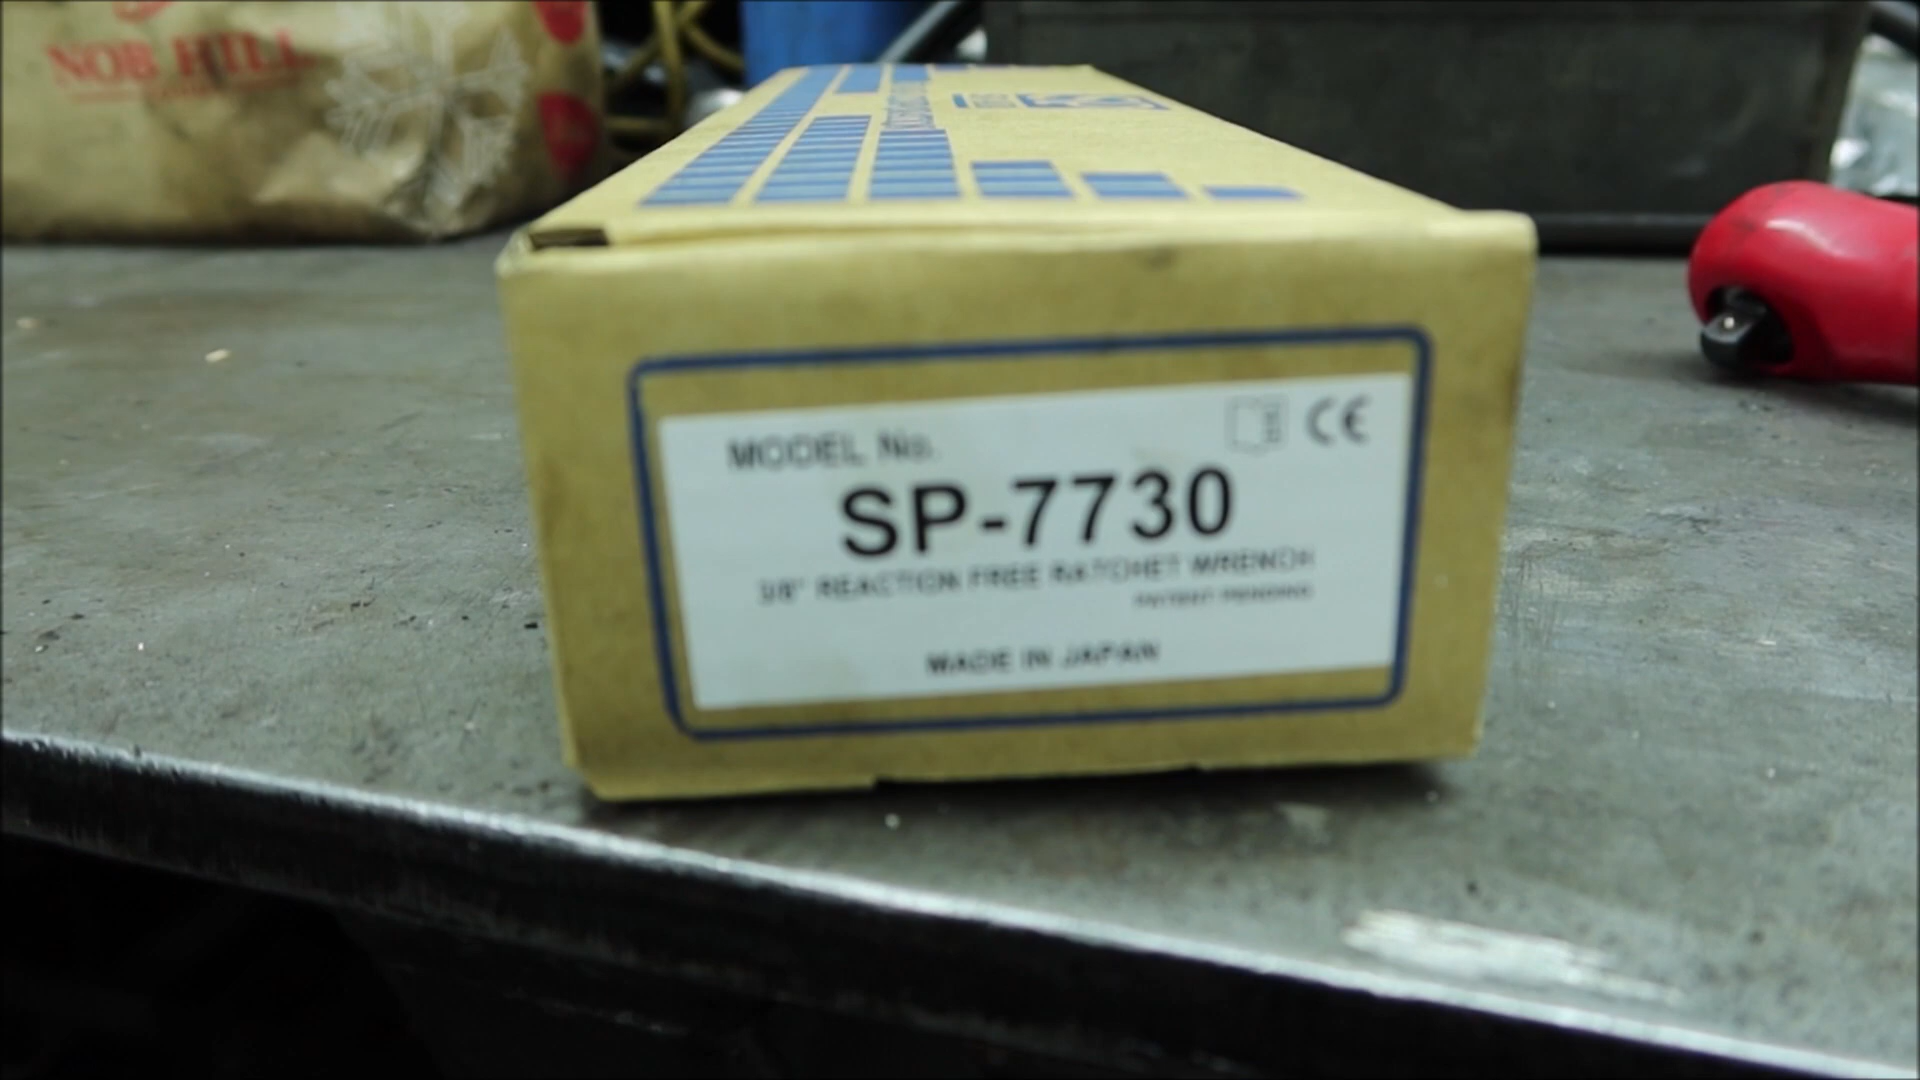 NOB HILL
MODEL No.
CE
SP-7730
3/8" REACTION FREE RATCHET WRENCH
PATENT PENDING
MADE IN JAPAN